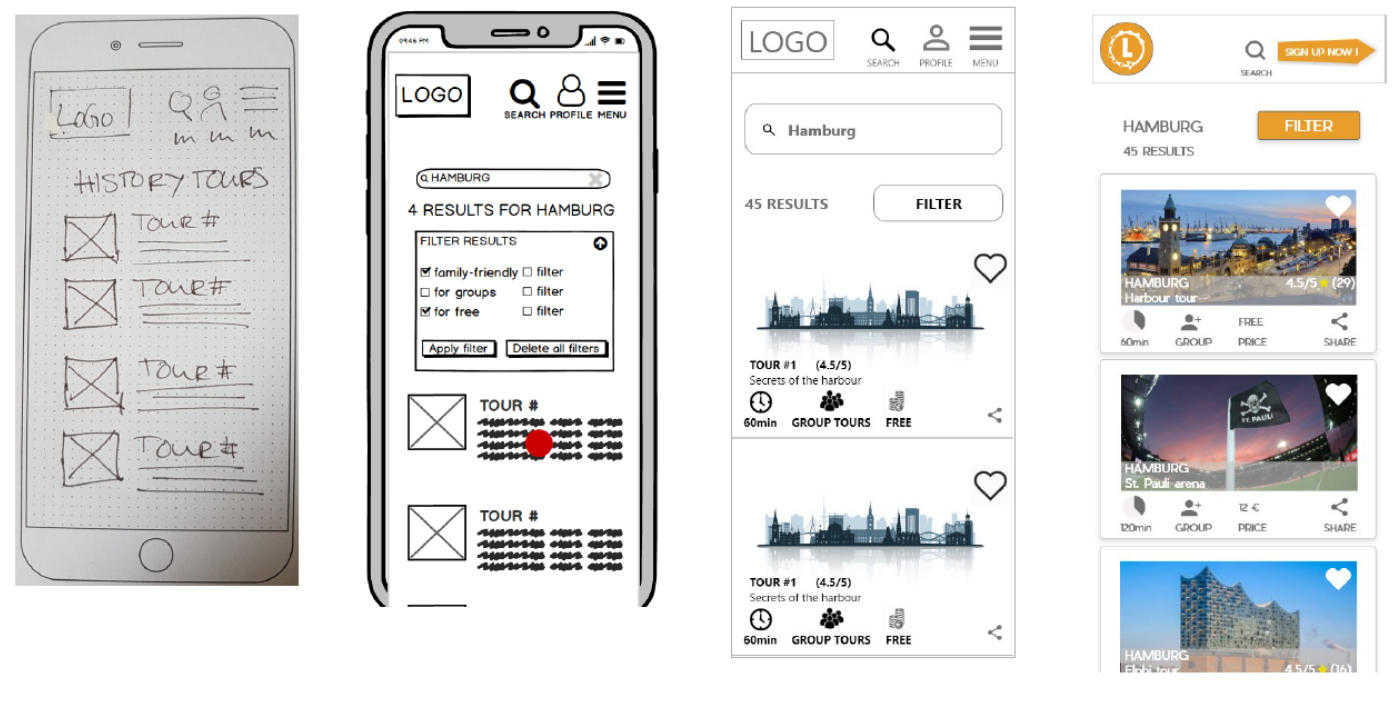 LOGO
m m m
HISTORY TOURS
TOUR #
TOUR #
TOUR #
TOUR #
09:46 PM
LOGO
SEARCH PROFILE MENU
HAMBURG
4 RESULTS FOR HAMBURG
FILTER RESULTS
family-friendly filter
for groups filter
for free filter
Apply filter Delete all filters
TOUR #
TOUR #
LOGO
SEARCH PROFILE MENU
Hamburg
45 RESULTS FILTER
TOUR #1 (4.5/5)
Secrets of the harbour
60min GROUP TOURS FREE
TOUR #1 (4.5/5)
Secrets of the harbour
60min GROUP TOURS FREE
L
SIGN UP NOW !
SEARCH
HAMBURG FILTER
45 RESULTS
HAMBURG 4.5/5 (29)
Harbour tour
FREE
60min GROUP PRICE SHARE
ST. PAULI
HAMBURG
St. Pauli arena
12 €
120min GROUP PRICE SHARE
HAMBURG
Elphi tour 4.5/5 (16)